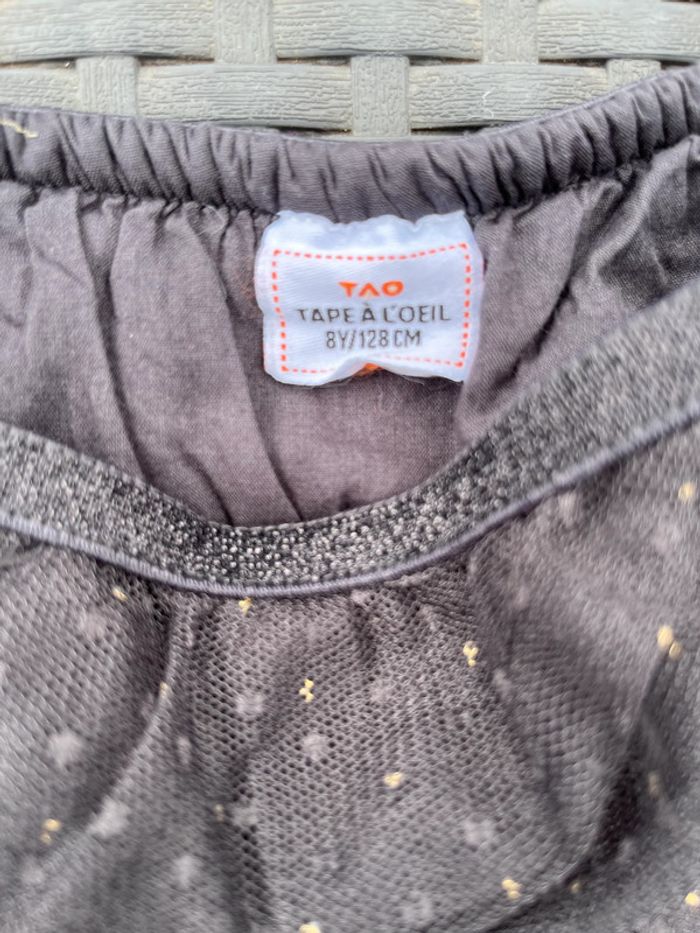 TAO
TAPE À L'OEIL
8Y/128 CM